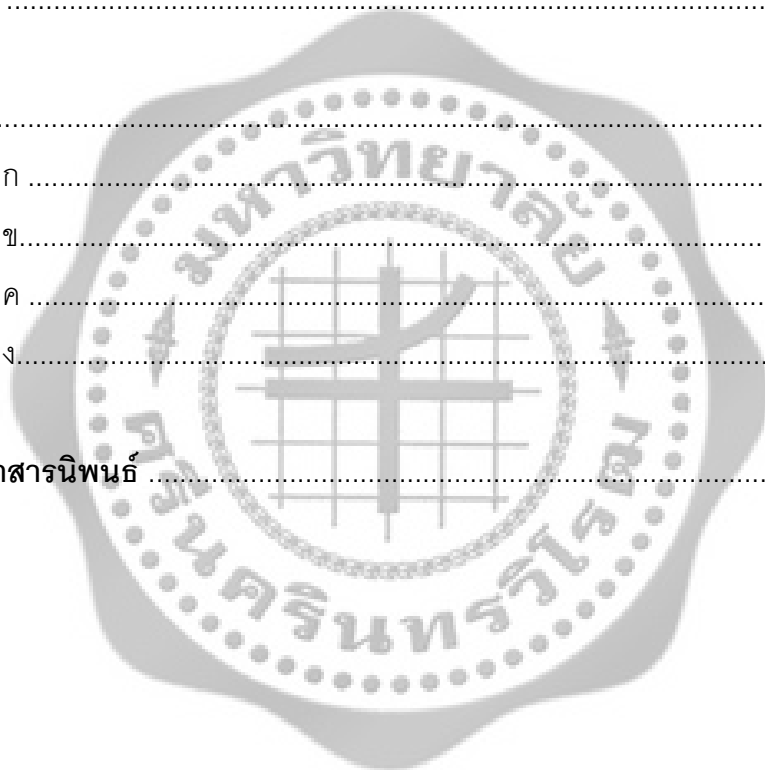 ................................................................
................................................................
ก ................................................................
ข................................................................
ค ................................................................
ง................................................................
าสารนิพนธ์ ................................................................
มหาวิทยาลัย
ศรีนครินทรวิโรฒ